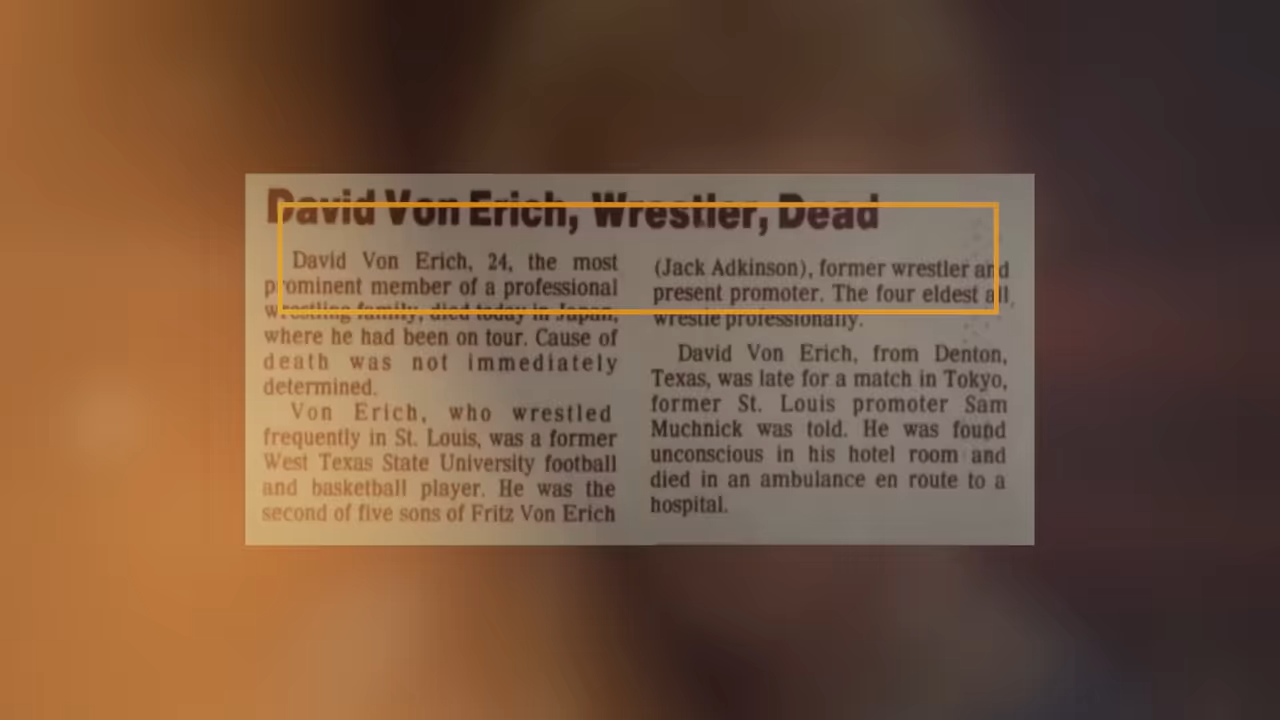 David Von Erich, Wrestler, Dead
David Von Erich, 24, the most
prominent member of a professional
wrestling family, died today in Japan,
where he had been on tour. Cause of
death was not immediately
determined.
Von Erich, who wrestled
frequently in St. Louis, was a former
West Texas State University football
and basketball player. He was the
second of five sons of Fritz Von Erich
(Jack Adkinson), former wrestler and
present promoter. The four eldest all
wrestle professionally.
David Von Erich, from Denton,
Texas, was late for a match in Tokyo,
former St. Louis promoter Sam
Muchnick was told. He was found
unconscious in his hotel room and
died in an ambulance en route to a
hospital.